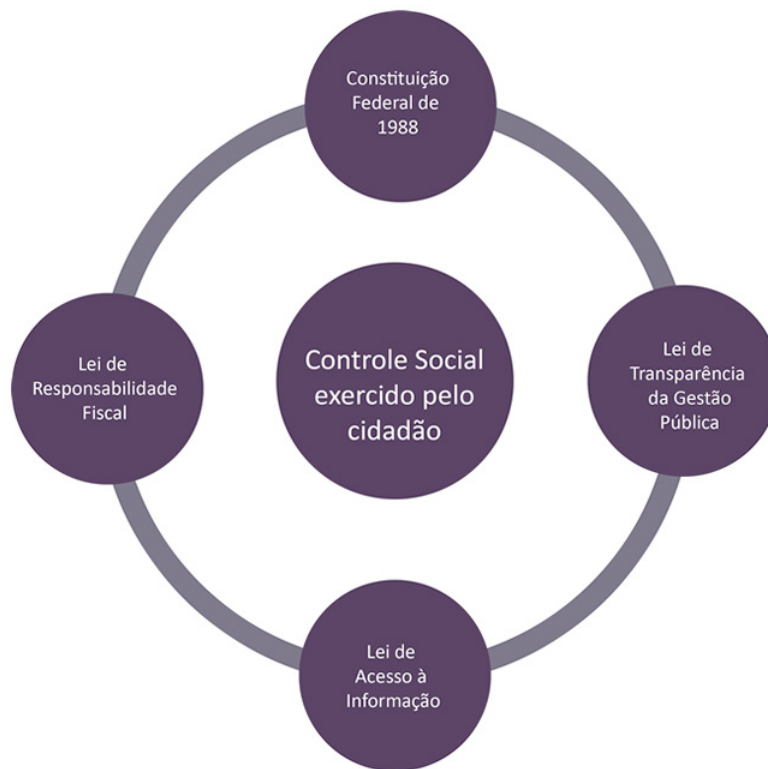 Constituição
Federal de
1988
Lei de
Responsabilidade
Fiscal
Controle Social
exercido pelo
cidadão
Lei de
Transparência
da Gestão
Pública
Lei de
Acesso à
Informação